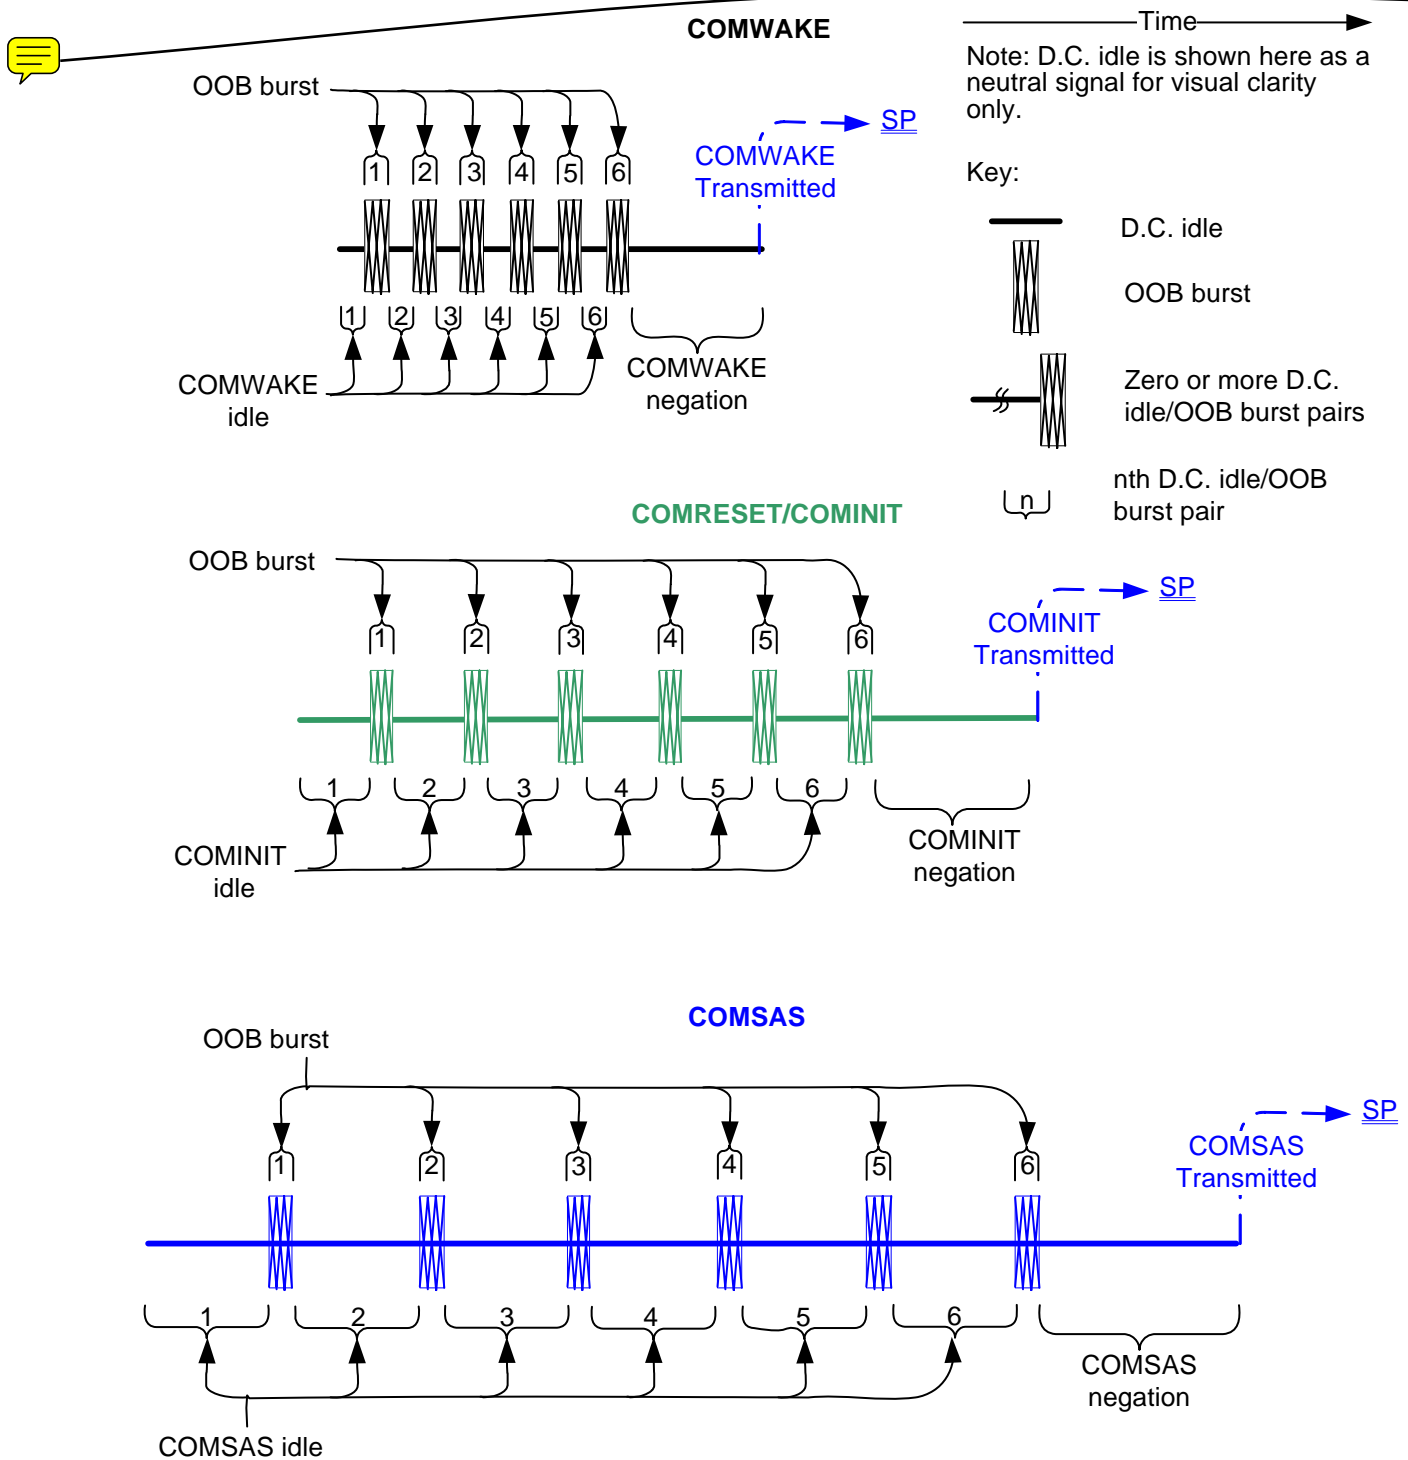 COMWAKE
Time
Note: D.C. idle is shown here as a
neutral signal for visual clarity
only.
OOB burst
SP
COMWAKE
Transmitted
1 2 3 4 5 6
1 2 3 4 5 6
COMWAKE
idle
COMWAKE
negation
Key:
D.C. idle
OOB burst
Zero or more D.C.
idle/OOB burst pairs
n
nth D.C. idle/OOB
burst pair
COMRESET/COMINIT
OOB burst
SP
COMINIT
Transmitted
1 2 3 4 5 6
1 2 3 4 5 6
COMINIT
idle
COMINIT
negation
COMSAS
OOB burst
SP
COMSAS
Transmitted
1 2 3 4 5 6
1 2 3 4 5 6
COMSAS
negation
COMSAS idle